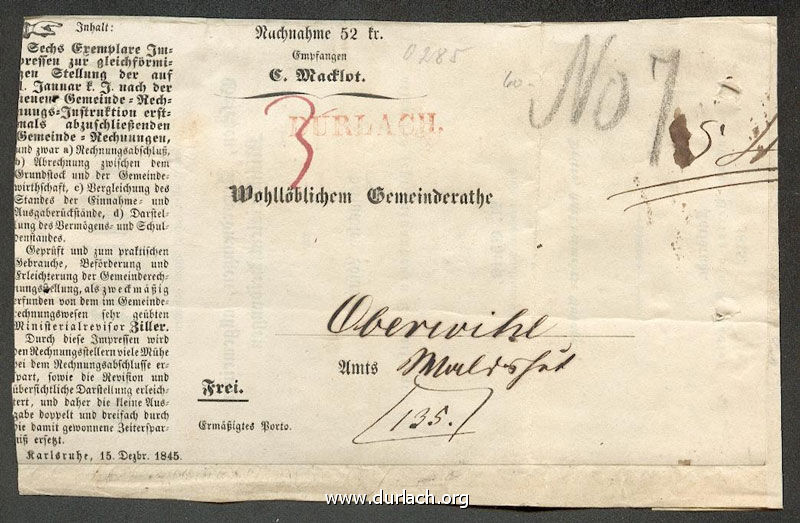 Inhalt:
Sechs Exemplare Im-
pressen zur gleichförmi-
gen Stellung der auf
1. Januar k. J. nach der
neuen Gemeinde-Rech-
nungs-Instruktion erst-
mals abzuschließenden
Gemeinde-Rechnungen,
und zwar a) Rechnungsabschluß,
b) Abrechnung zwischen dem
Grundstock und der Gemeinde-
wirthschaft, c) Vergleichung des
Standes der Einnahme- und
Ausgaberückstände, d) Darstel-
lung des Vermögens- und Schul-
denstandes.
Geprüft und zum praktischen
Gebrauche, Beförderung und
Erleichterung der Gemeinderech-
nungsstellung, als zweckmäßig
erfunden von dem im Gemeinde-
rechnungswesen sehr geübten
Ministerialrevisor Ziller.
Durch diese Impressen wird
den Rechnungsstellern viele Mühe
bei dem Rechnungsabschlusse er-
spart, sowie die Revision und
übersichtliche Darstellung erleich-
tert, und daher die kleine Aus-
gabe doppelt und dreifach durch
die damit gewonnene Zeiterspar-
niß ersetzt.
Karlsruhe, 15. Dezbr. 1845.
Nachnahme 52 kr.
Empfangen
C. Macklot.
0285
60
No 7
3
DURLACH.
5
Wohllöblichem Gemeinderathe
Oberwihl
Amts Waldshut
Frei.
135.
Ermäßigtes Porto.
www.durlach.org